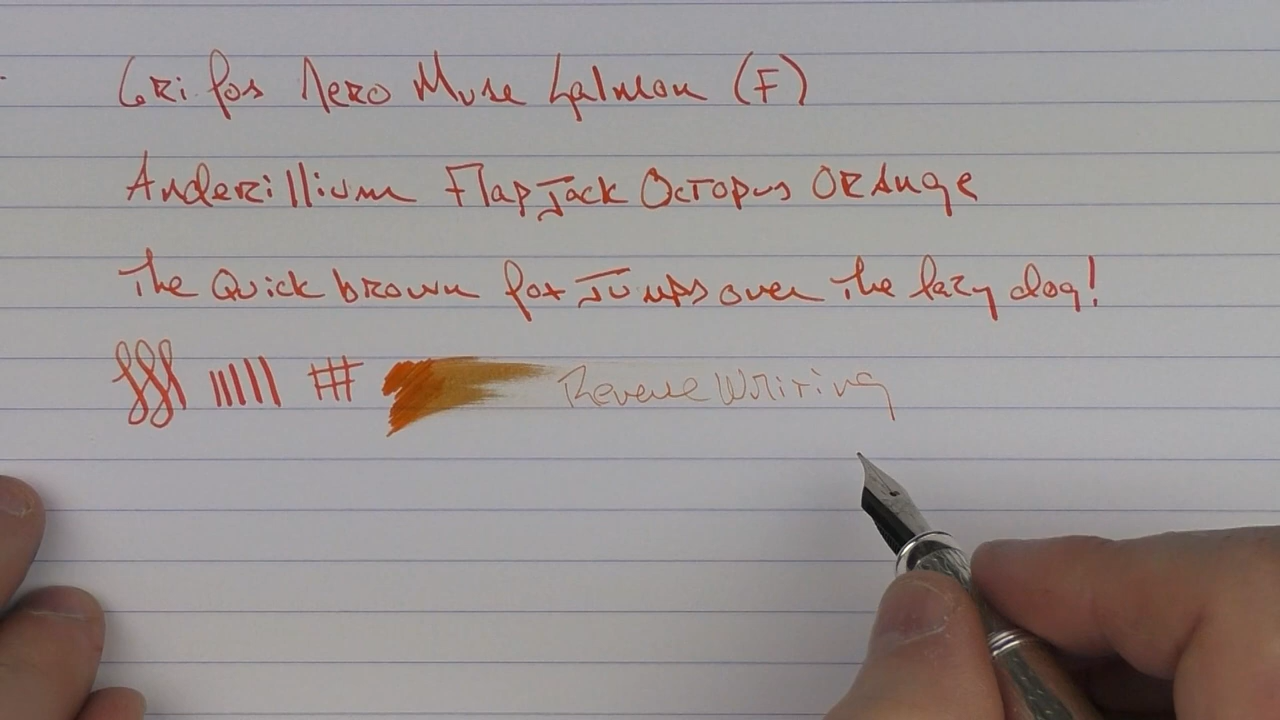 Grifos Aero Muse Salmon (F)
Anderillium Flapjack Octopus Orange
The Quick brown fox Jumps over the lazy dog!
Reverse Writing